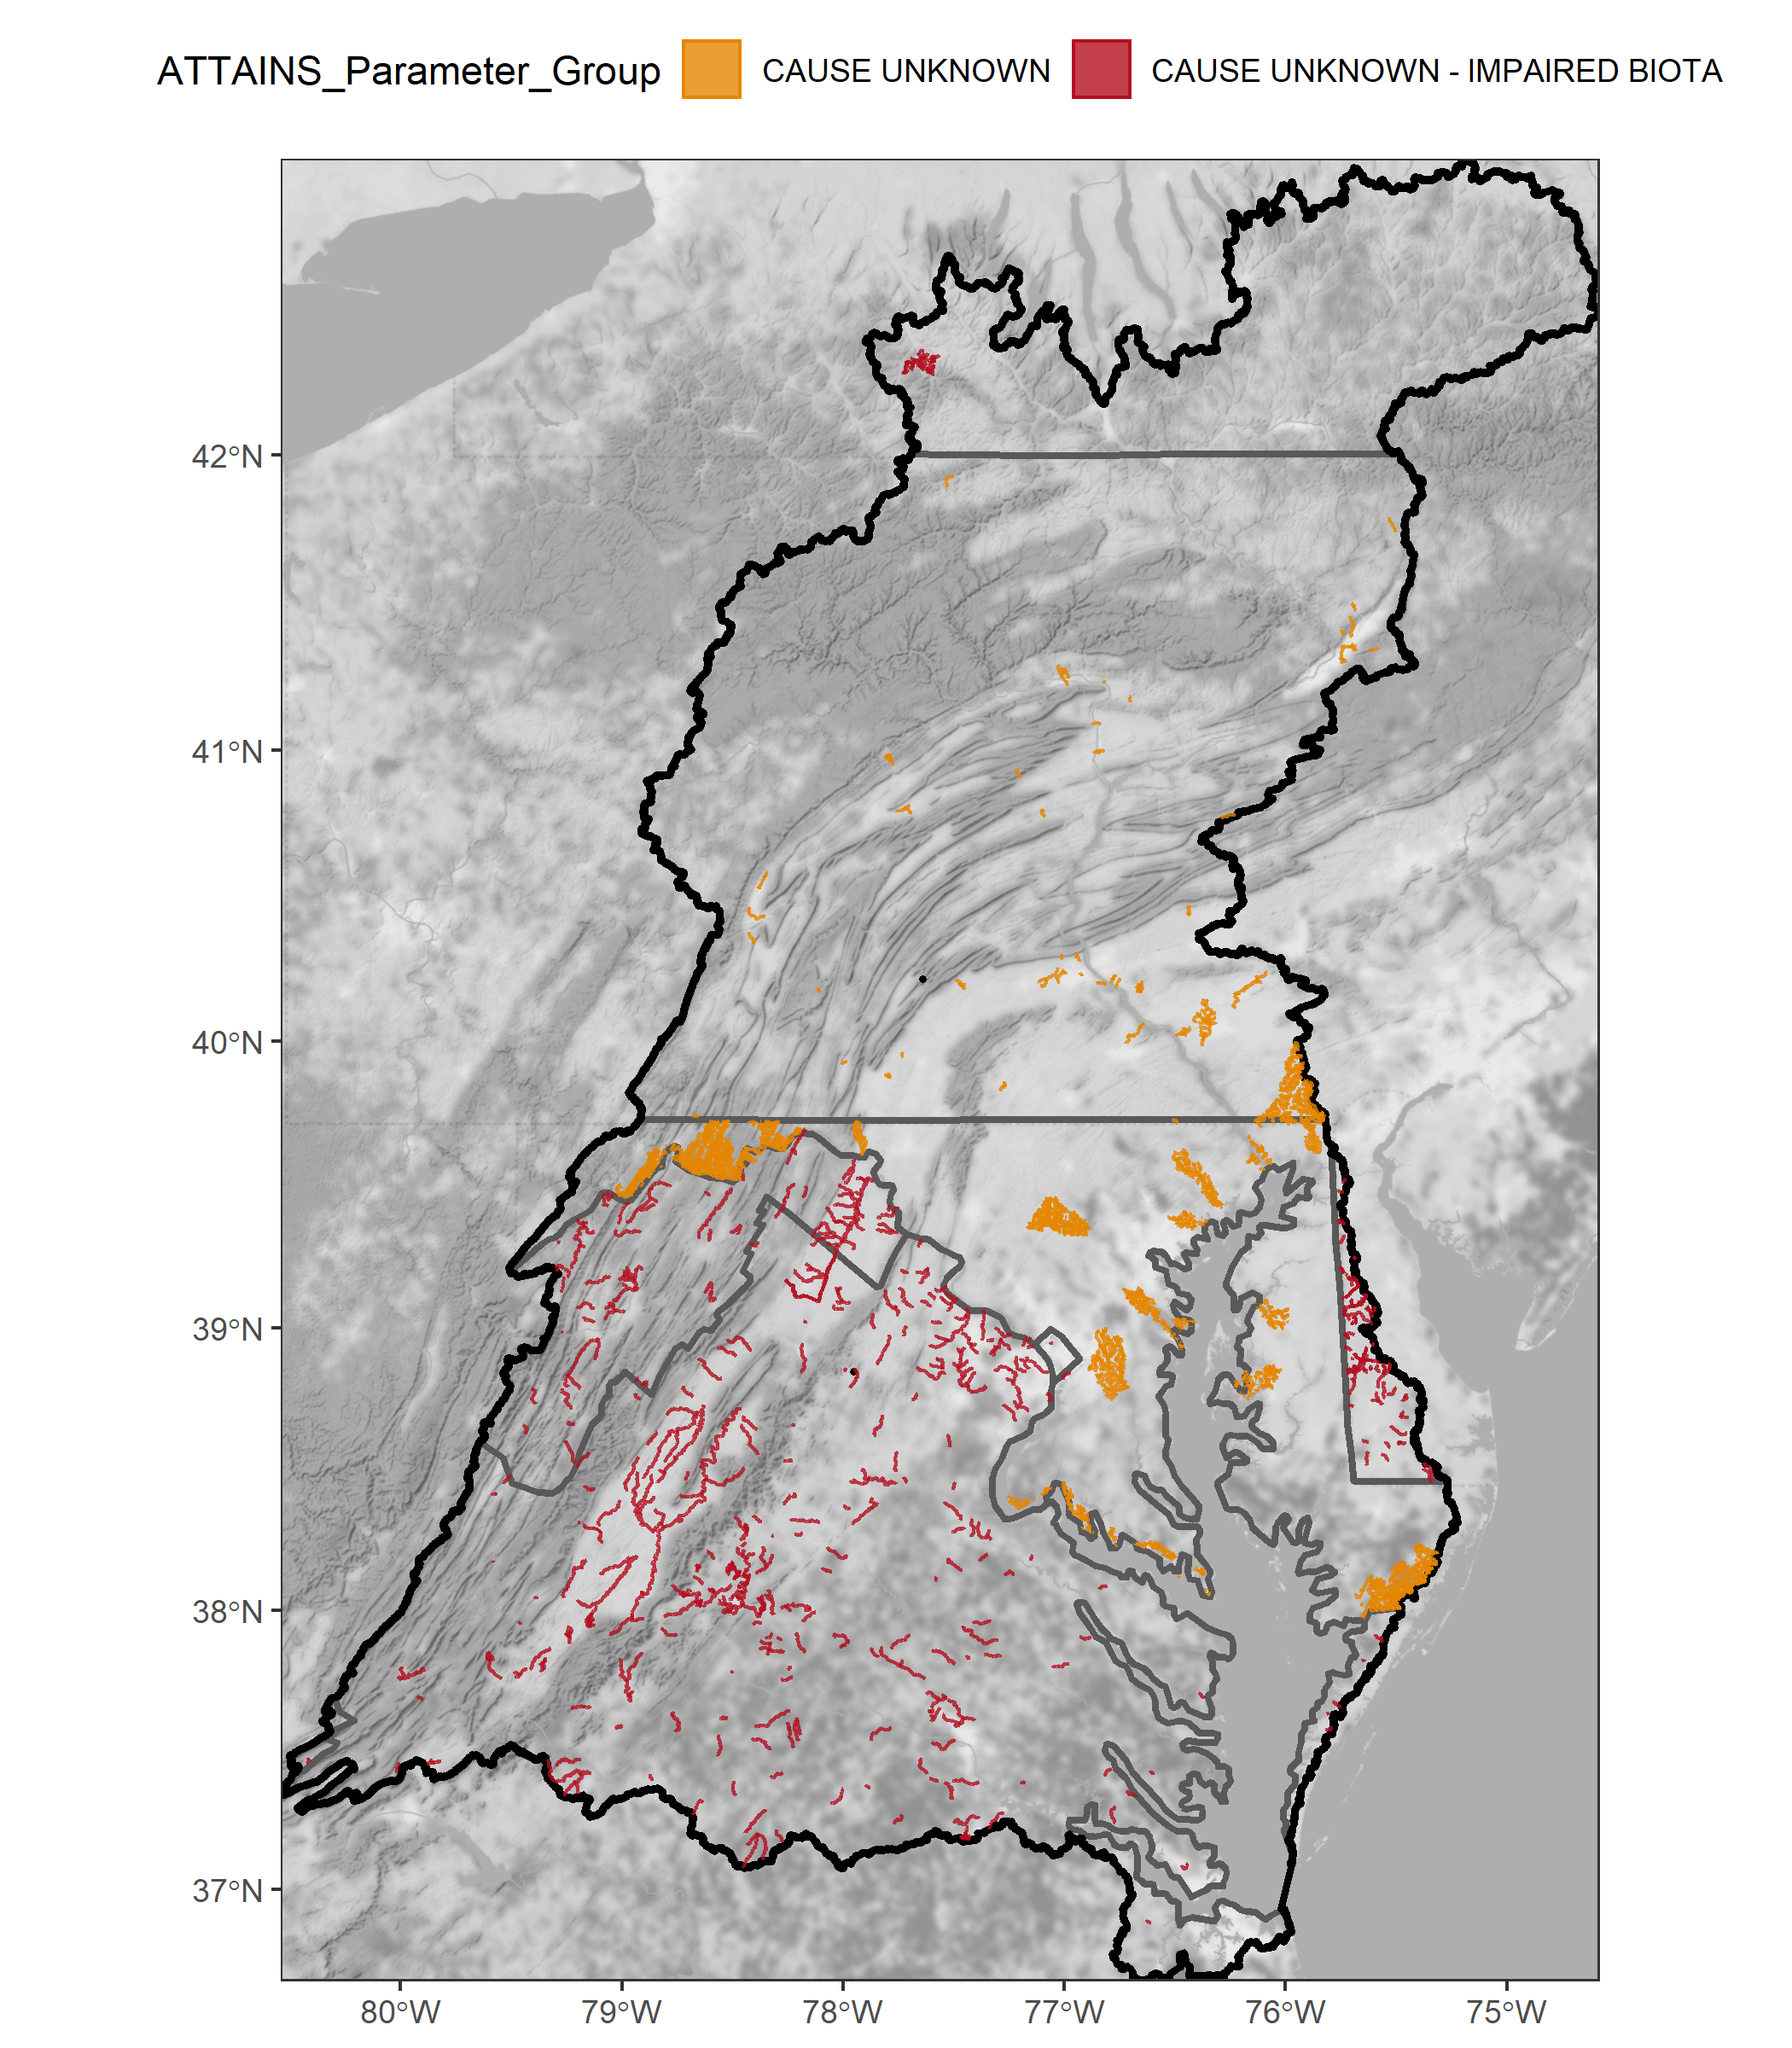 ATTAINS_Parameter_Group CAUSE UNKNOWN CAUSE UNKNOWN - IMPAIRED BIOTA
42°N
41°N
40°N
39°N
38°N
37°N
80°W 79°W 78°W 77°W 76°W 75°W